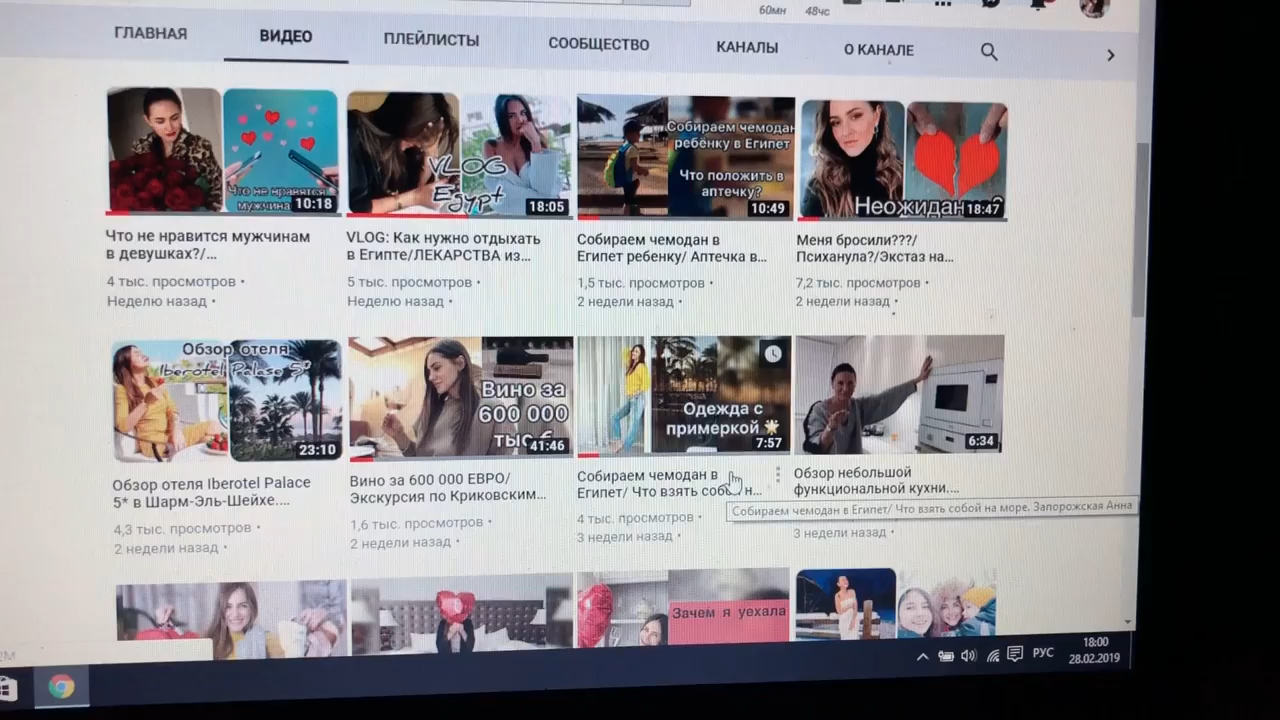 60мн 48чс
ГЛАВНАЯ ВИДЕО ПЛЕЙЛИСТЫ СООБЩЕСТВО КАНАЛЫ О КАНАЛЕ
Что не нравится
мужчина
10:18
VLOG
Egypt
18:05
Собираем чемодан
ребёнку в Египет
Что положить в
аптечку?
10:49
Неожидан
18:47
Что не нравится мужчинам
в девушках?/...
4 тыс. просмотров •
Неделю назад •
VLOG: Как нужно отдыхать
в Египте/ЛЕКАРСТВА из...
5 тыс. просмотров •
Неделю назад •
Собираем чемодан в
Египет ребенку/ Аптечка в...
1,5 тыс. просмотров •
2 недели назад •
Меня бросили???/
Психанула?/Экстаз на...
7,2 тыс. просмотров •
2 недели назад •
Обзор отеля
Iberotel Palase 5*
23:10
Вино за
600 000
тыс €
41:46
Одежда с
примеркой
7:57
6:34
Обзор отеля Iberotel Palace
5* в Шарм-Эль-Шейхе....
4,3 тыс. просмотров •
2 недели назад •
Вино за 600 000 ЕВРО/
Экскурсия по Криковским...
1,6 тыс. просмотров •
2 недели назад •
Собираем чемодан в
Египет/ Что взять собой н...
4 тыс. просмотров •
3 недели назад •
Обзор небольшой
функциональной кухни....
3 недели назад •
Собираем чемодан в Египет/ Что взять собой на море. Запорожская Анна
Зачем я уехала
РУС
18:00
28.02.2019